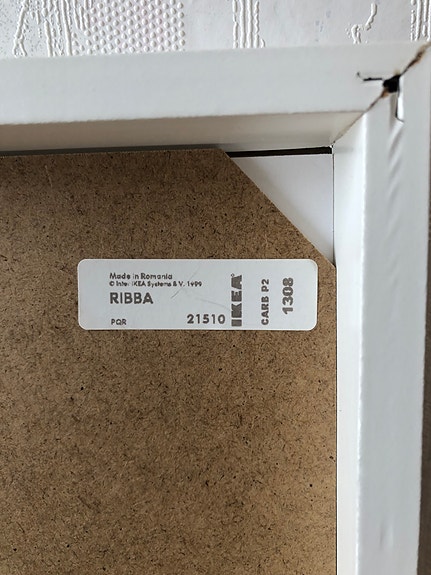 Made in Romania
© Inter IKEA Systems B.V. 1999
RIBBA
PQR
21510
IKEA®
CARB P2
1308